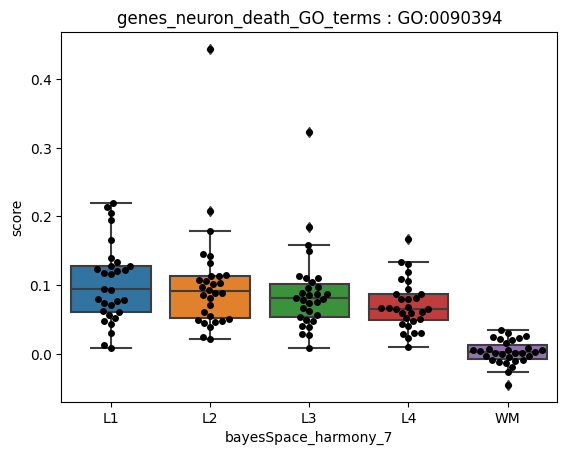 genes_neuron_death_GO_terms : GO:0090394
0.4
0.3
0.2
0.1
0.0
score
L1 L2 L3 L4 WM
bayesSpace_harmony_7